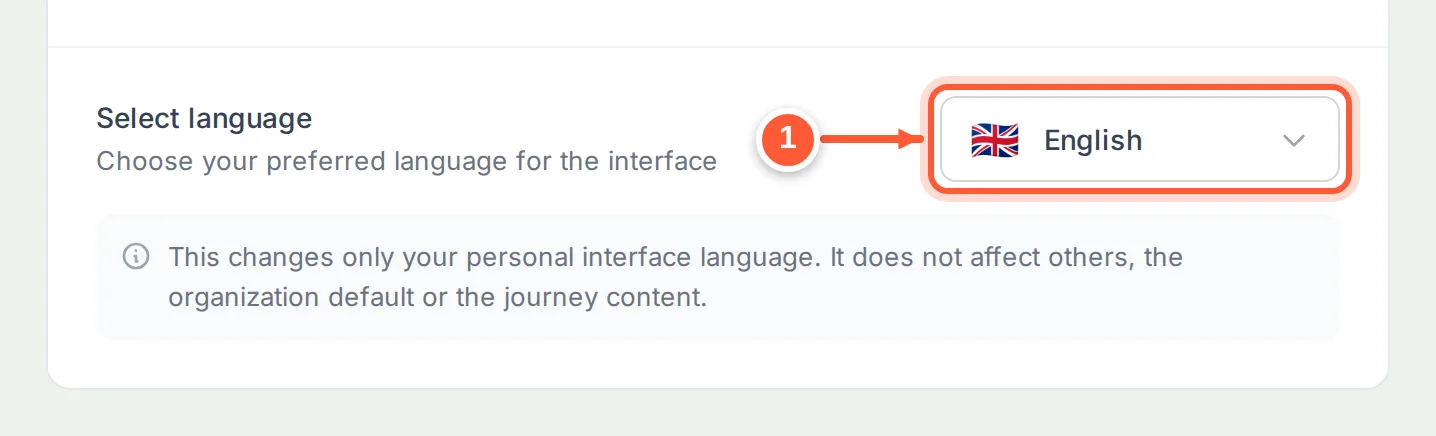 Select language
Choose your preferred language for the interface
1
English
This changes only your personal interface language. It does not affect others, the
organization default or the journey content.